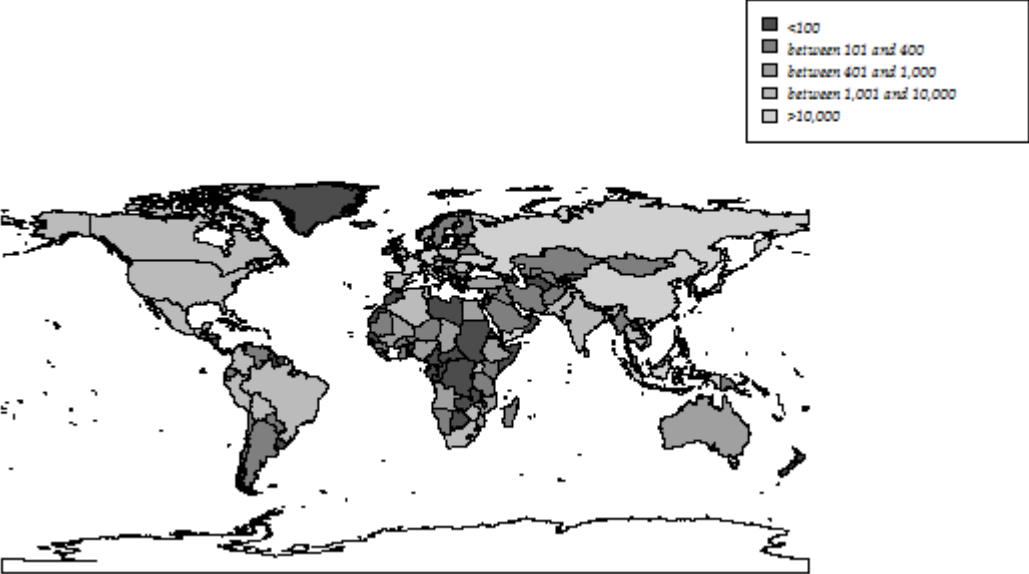 <100
between 101 and 400
between 401 and 1,000
between 1,001 and 10,000
>10,000